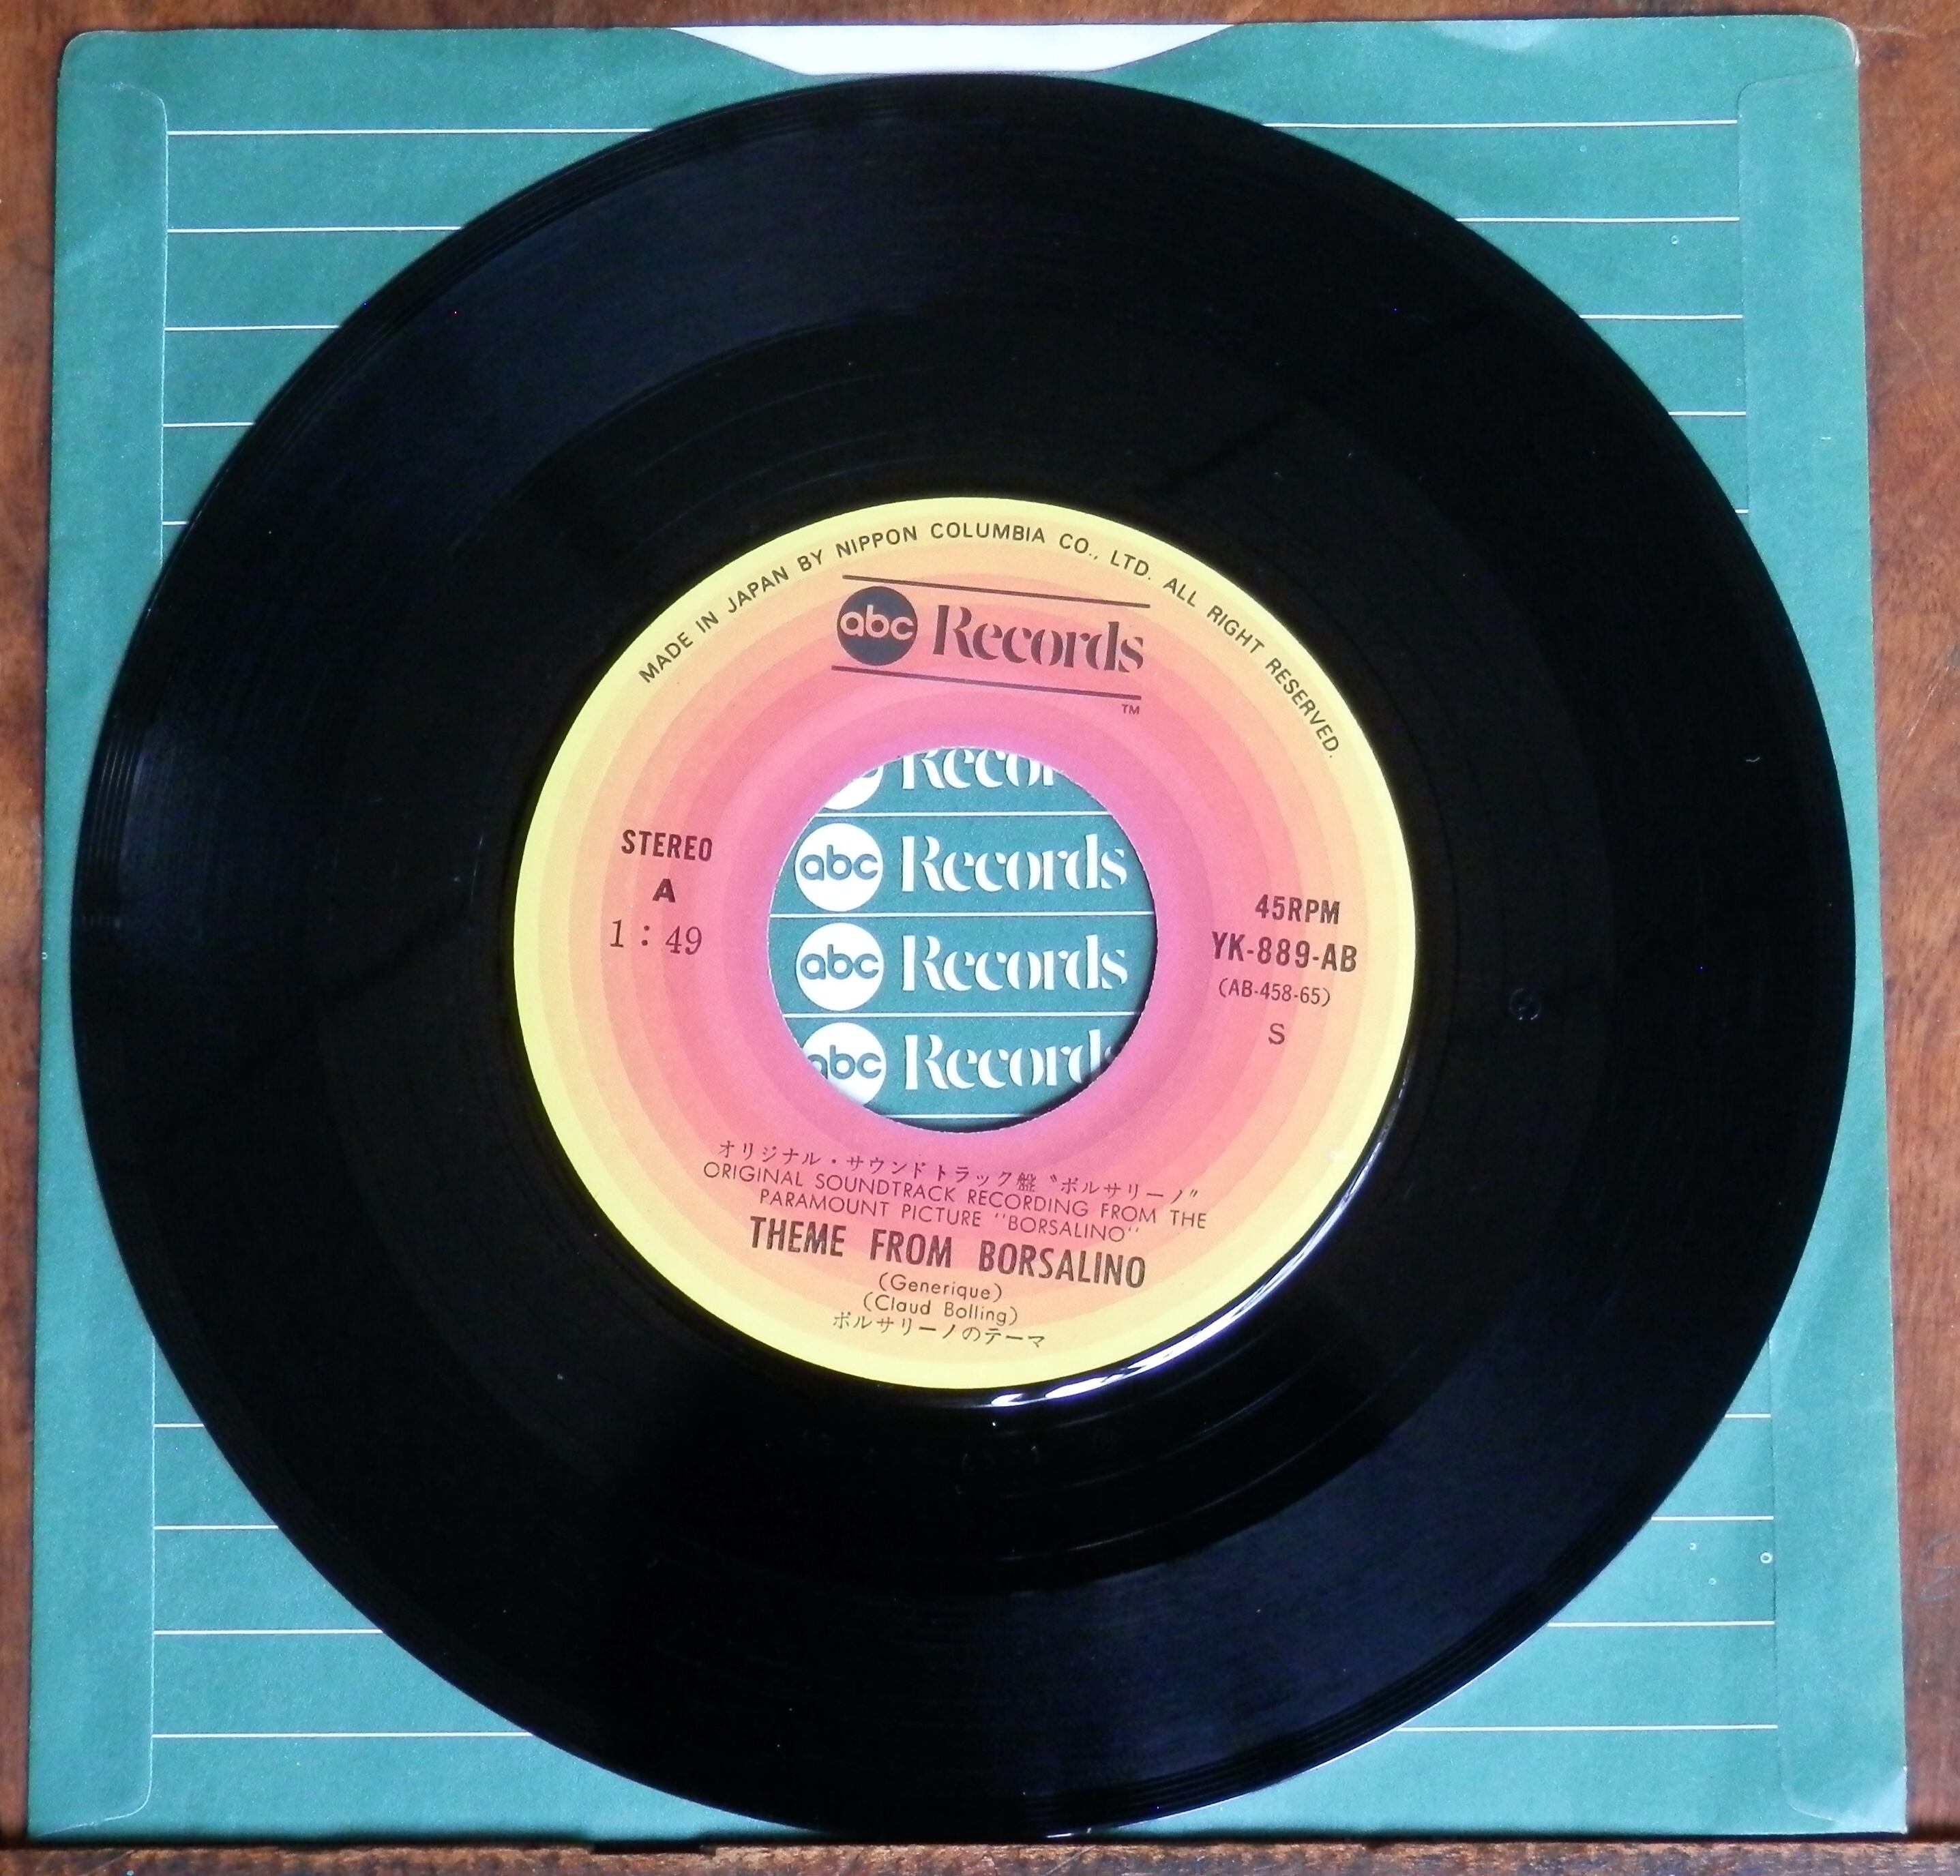 MADE IN JAPAN BY NIPPON COLUMBIA CO., LTD. ALL RIGHT RESERVED.
abc Records
TM
Recor
abc Records
abc Records
abc Records
STEREO
A
1 : 49
45RPM
YK-889-AB
(AB-458-65)
S
オリジナル・サウンドトラック盤〝ボルサリーノ〟
ORIGINAL SOUNDTRACK RECORDING FROM THE
PARAMOUNT PICTURE "BORSALINO"
THEME FROM BORSALINO
(Generique)
(Claud Bolling)
ボルサリーノのテーマ